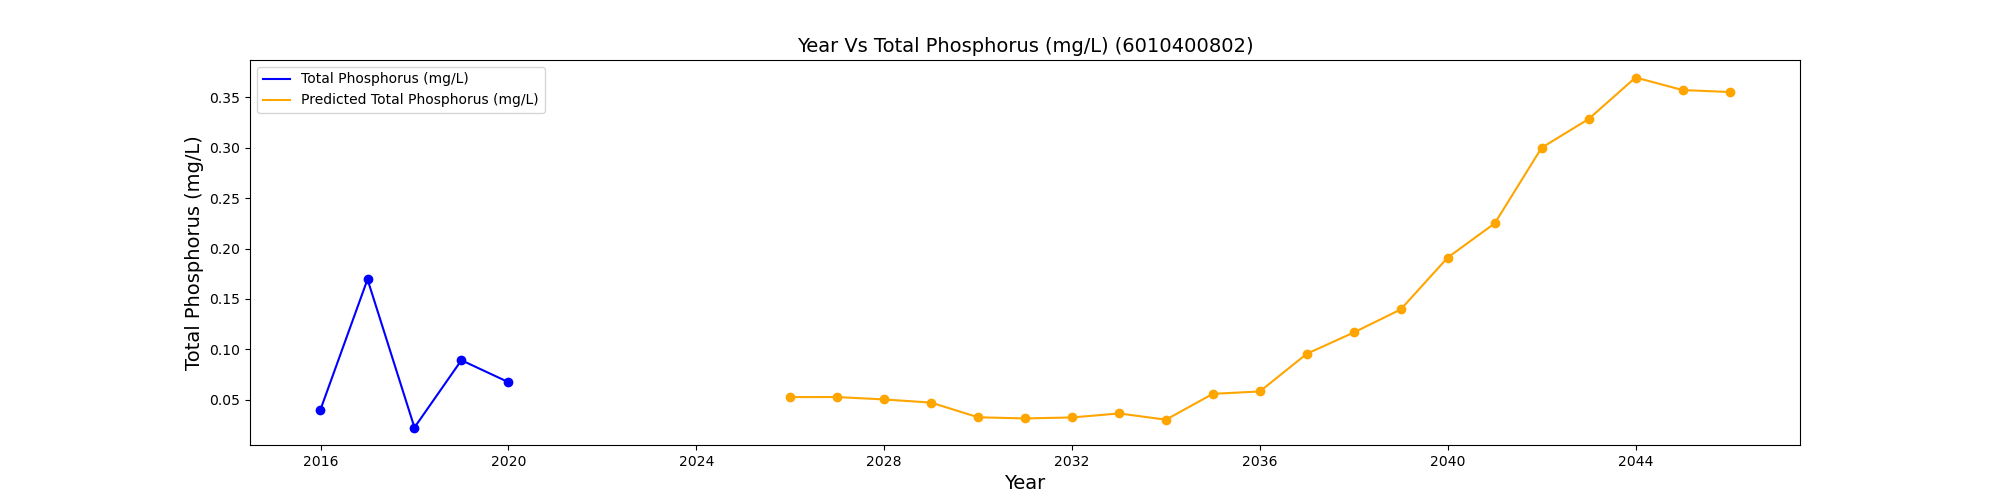 Year Vs Total Phosphorus (mg/L) (6010400802)
Total Phosphorus (mg/L)
Predicted Total Phosphorus (mg/L)
Total Phosphorus (mg/L)
0.35
0.30
0.25
0.20
0.15
0.10
0.05
2016 2020 2024 2028 2032 2036 2040 2044
Year